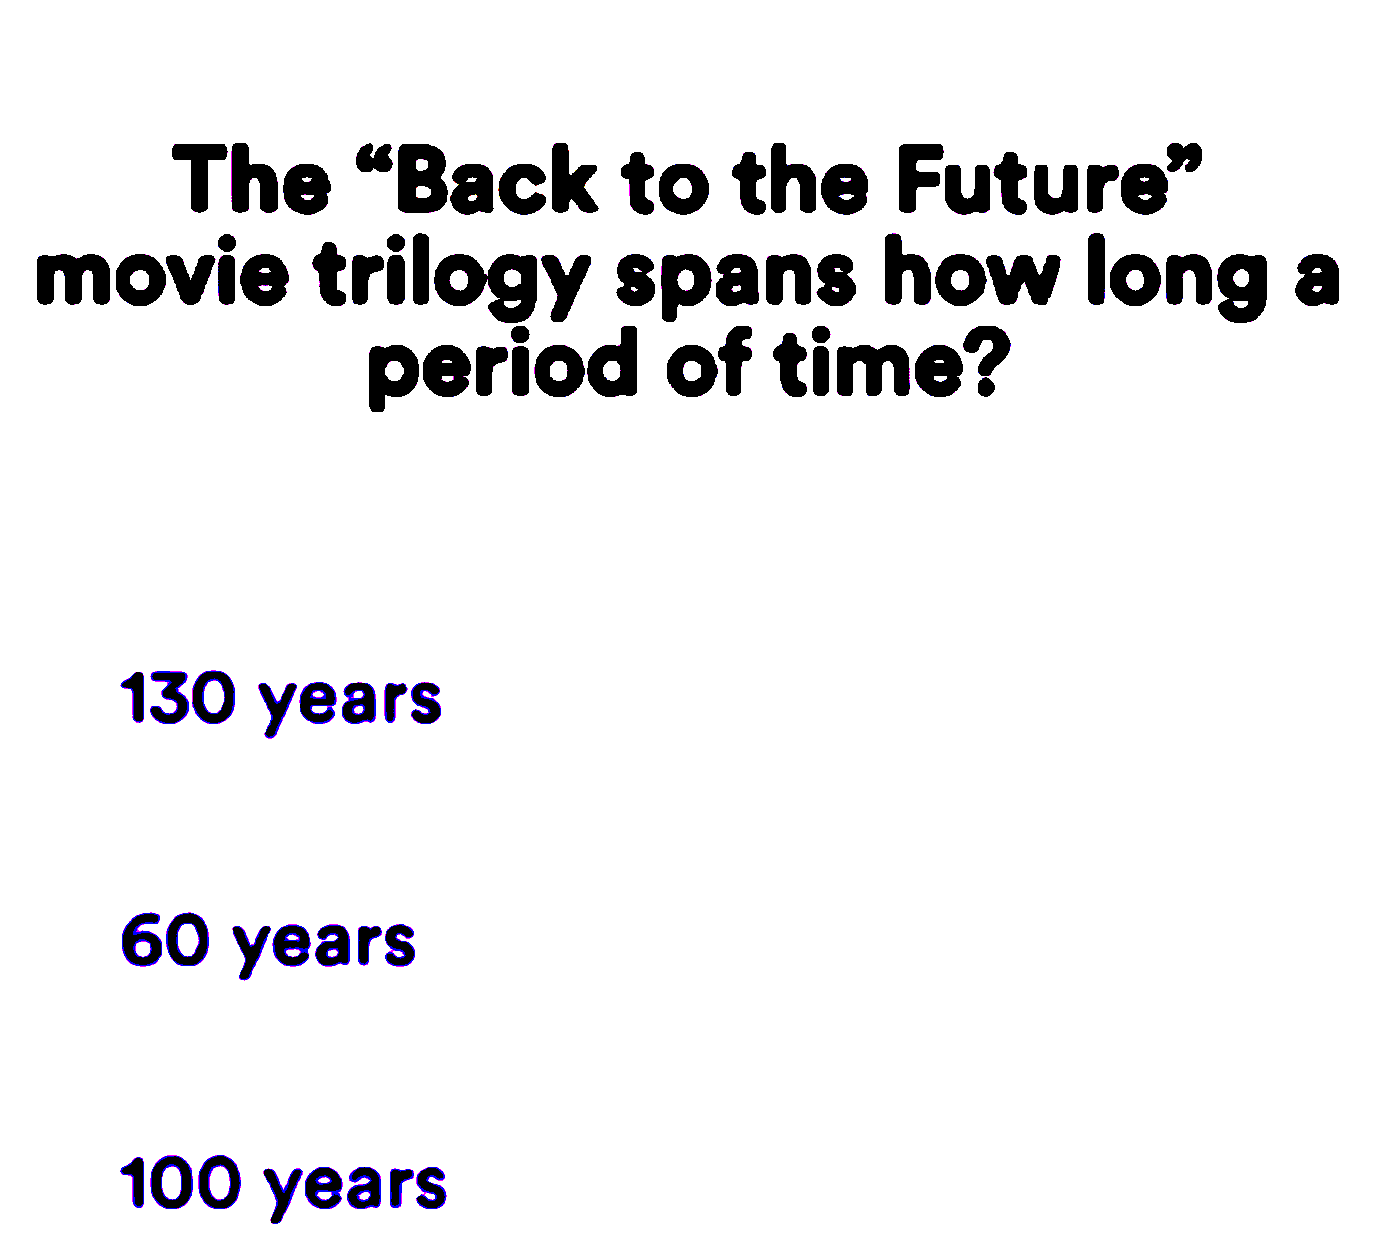 The “Back to the Future”
movie trilogy spans how long a
period of time?
130 years
60 years
100 years